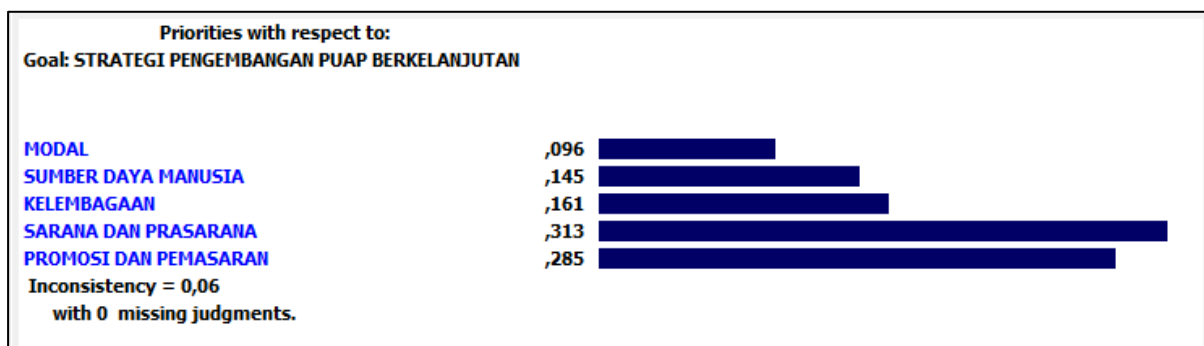 Priorities with respect to:
Goal: STRATEGI PENGEMBANGAN PUAP BERKELANJUTAN
MODAL ,096
SUMBER DAYA MANUSIA ,145
KELEMBAGAAN ,161
SARANA DAN PRASARANA ,313
PROMOSI DAN PEMASARAN ,285
Inconsistency = 0,06
with 0 missing judgments.